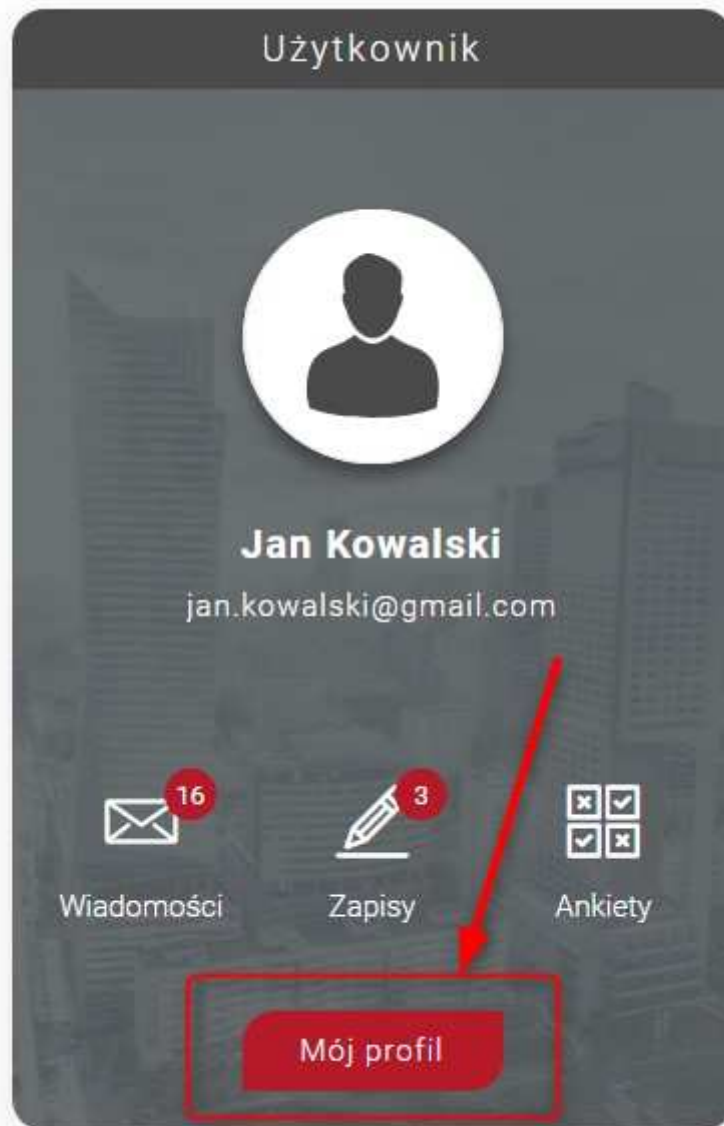 Użytkownik
Jan Kowalski
jan.kowalski@gmail.com
16
3
Wiadomości
Zapisy
Ankiety
Mój profil